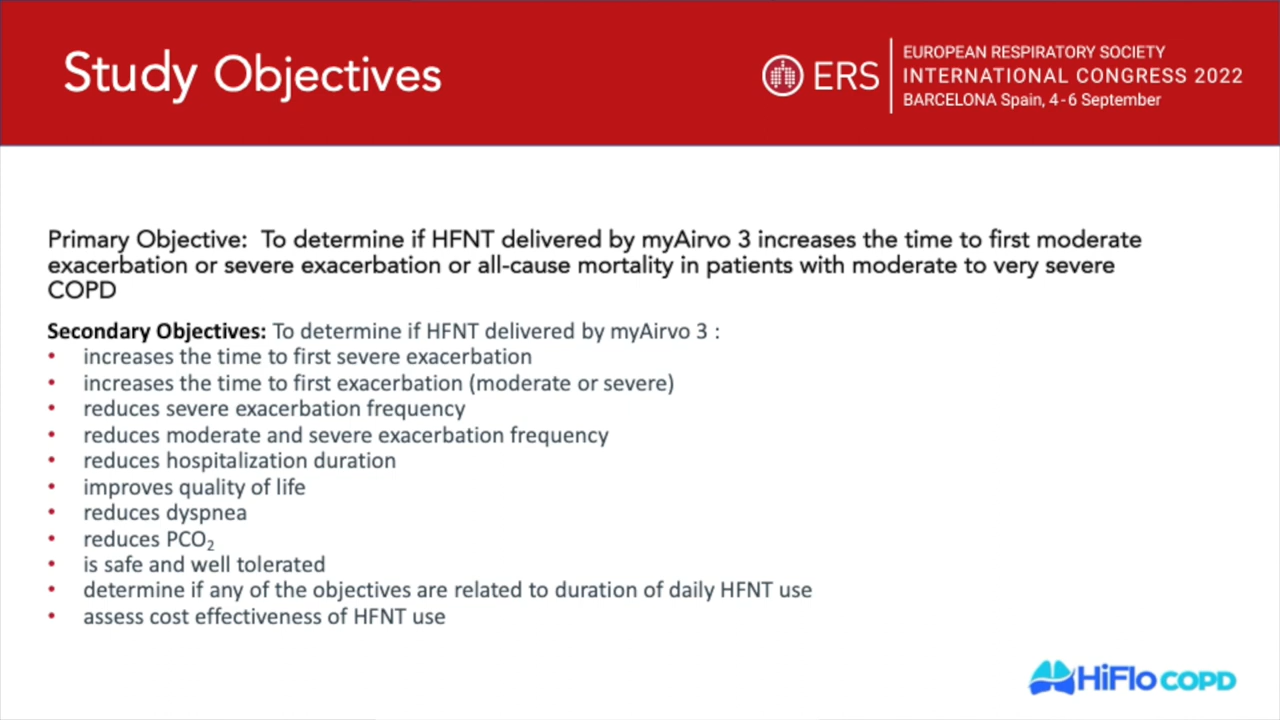 Study Objectives
ERS
EUROPEAN RESPIRATORY SOCIETY
INTERNATIONAL CONGRESS 2022
BARCELONA Spain, 4-6 September
Primary Objective: To determine if HFNT delivered by myAirvo 3 increases the time to first moderate
exacerbation or severe exacerbation or all-cause mortality in patients with moderate to very severe
COPD
Secondary Objectives: To determine if HFNT delivered by myAirvo 3 :
• increases the time to first severe exacerbation
• increases the time to first exacerbation (moderate or severe)
• reduces severe exacerbation frequency
• reduces moderate and severe exacerbation frequency
• reduces hospitalization duration
• improves quality of life
• reduces dyspnea
• reduces PCO₂
• is safe and well tolerated
• determine if any of the objectives are related to duration of daily HFNT use
• assess cost effectiveness of HFNT use
HiFlo COPD